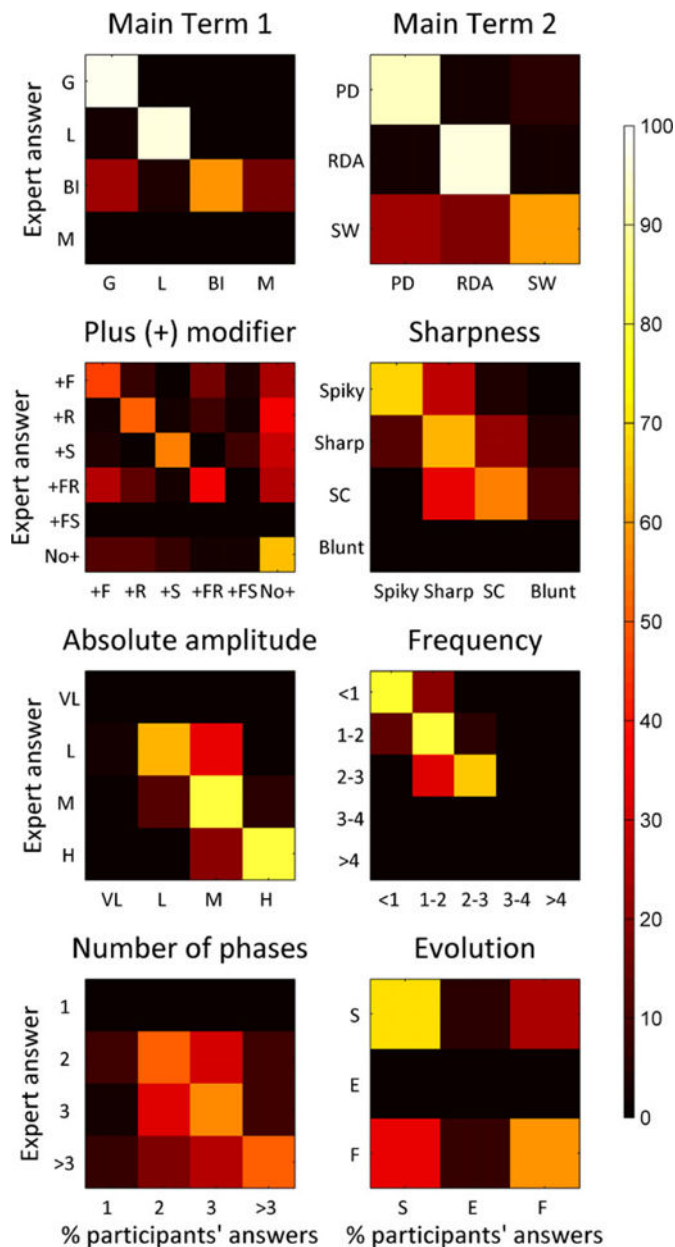 Main Term 1
Main Term 2
Expert answer
G
L
BI
M
G L BI M
PD
RDA
SW
PD RDA SW
100
90
80
70
60
50
40
30
20
10
0
Plus (+) modifier
Sharpness
Expert answer
+F
+R
+S
+FR
+FS
No+
+F +R +S +FR +FS No+
Spiky
Sharp
SC
Blunt
Spiky Sharp SC Blunt
Absolute amplitude
Frequency
Expert answer
VL
L
M
H
VL L M H
<1
1-2
2-3
3-4
>4
<1 1-2 2-3 3-4 >4
Number of phases
Evolution
Expert answer
1
2
3
>3
1 2 3 >3
% participants' answers
S
E
F
S E F
% participants' answers